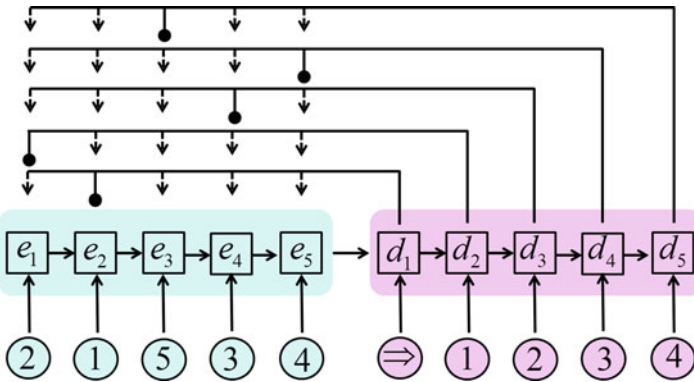 e₁ e₂ e₃ e₄ e₅ d₁ d₂ d₃ d₄ d₅
2 1 5 3 4 ⇒ 1 2 3 4